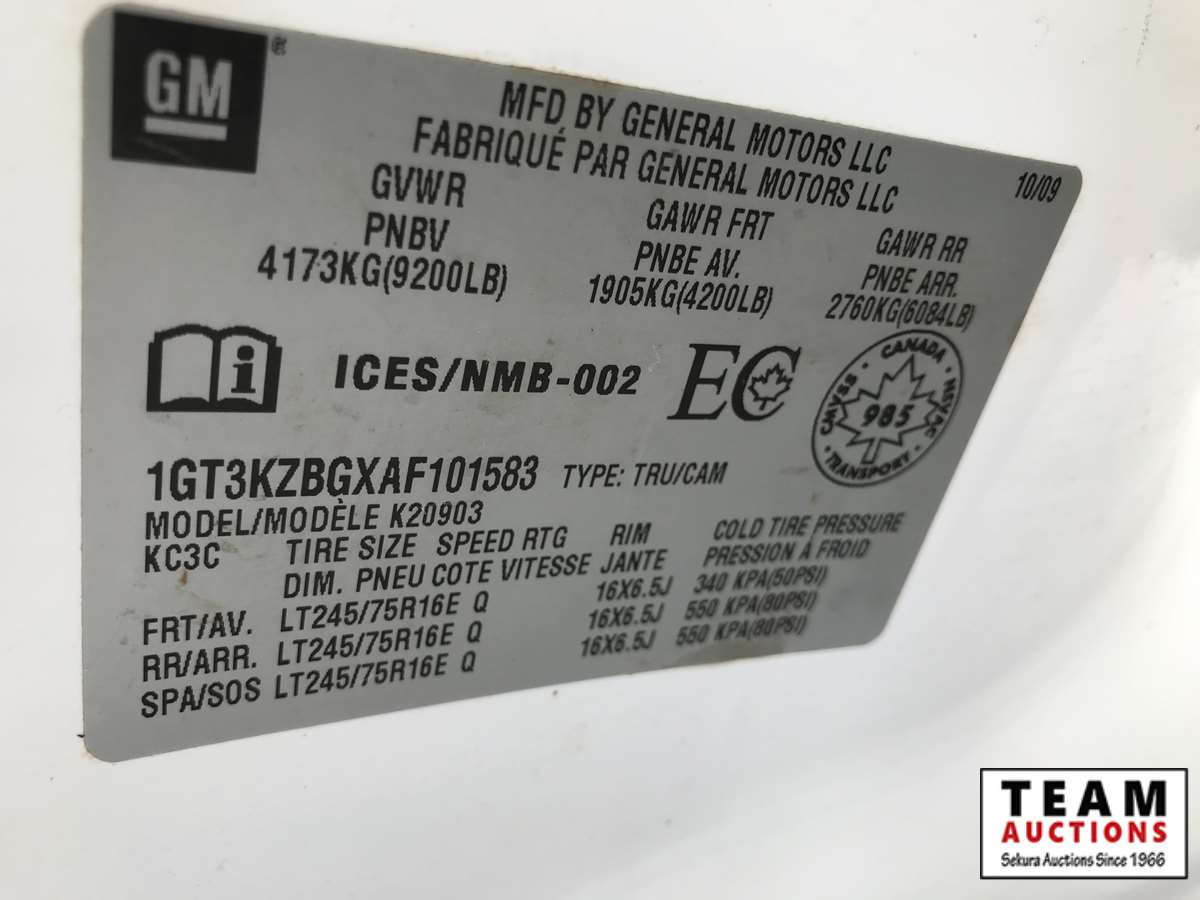 GM
®
MFD BY GENERAL MOTORS LLC
FABRIQUÉ PAR GENERAL MOTORS LLC
10/09
GVWR
PNBV
4173KG(9200LB)
GAWR FRT
PNBE AV.
1905KG(4200LB)
GAWR RR
PNBE ARR.
2760KG(6084LB)
i
ICES/NMB-002
EC
CANADA
CMVSS 985 NSVAC
TRANSPORT
1GT3KZBGXAF101583 TYPE: TRU/CAM
MODEL/MODÈLE K20903
KC3C TIRE SIZE SPEED RTG RIM COLD TIRE PRESSURE
DIM. PNEU COTE VITESSE JANTE PRESSION À FROID
FRT/AV. LT245/75R16E Q 16X6.5J 340 KPA(50PSI)
RR/ARR. LT245/75R16E Q 16X6.5J 550 KPA(80PSI)
SPA/SOS LT245/75R16E Q 16X6.5J 550 KPA(80PSI)
TEAM
AUCTIONS
Sekura Auctions Since 1966